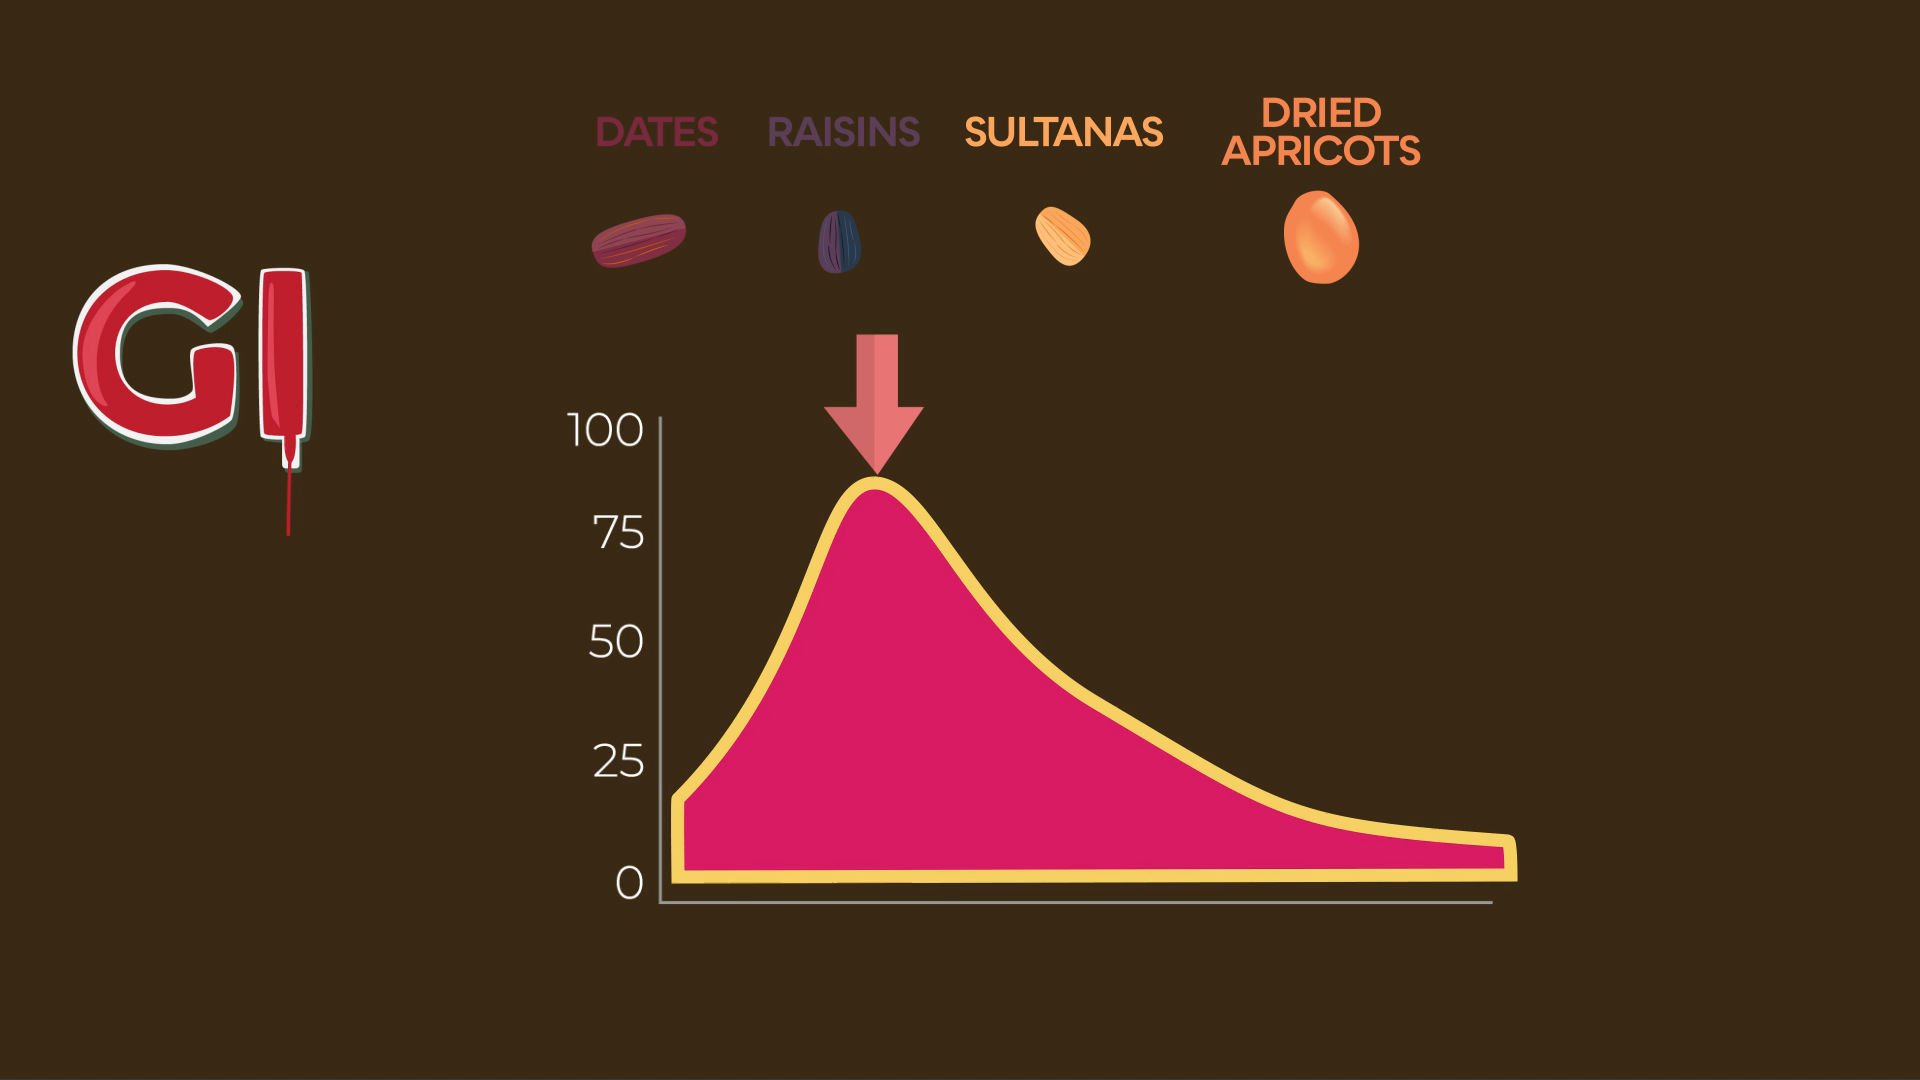 DATES
RAISINS
SULTANAS
DRIED
APRICOTS
GI
100
75
50
25
0